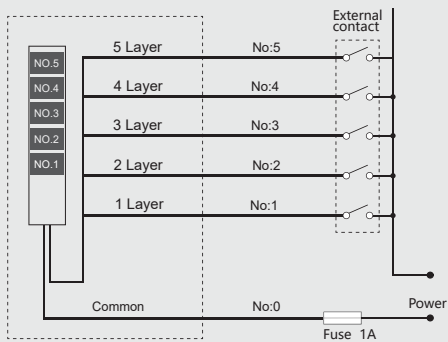 External
contact
5 Layer No:5
NO.5
4 Layer No:4
NO.4
3 Layer No:3
NO.3
NO.2
2 Layer No:2
NO.1
1 Layer No:1
Common No:0 Power
Fuse 1A